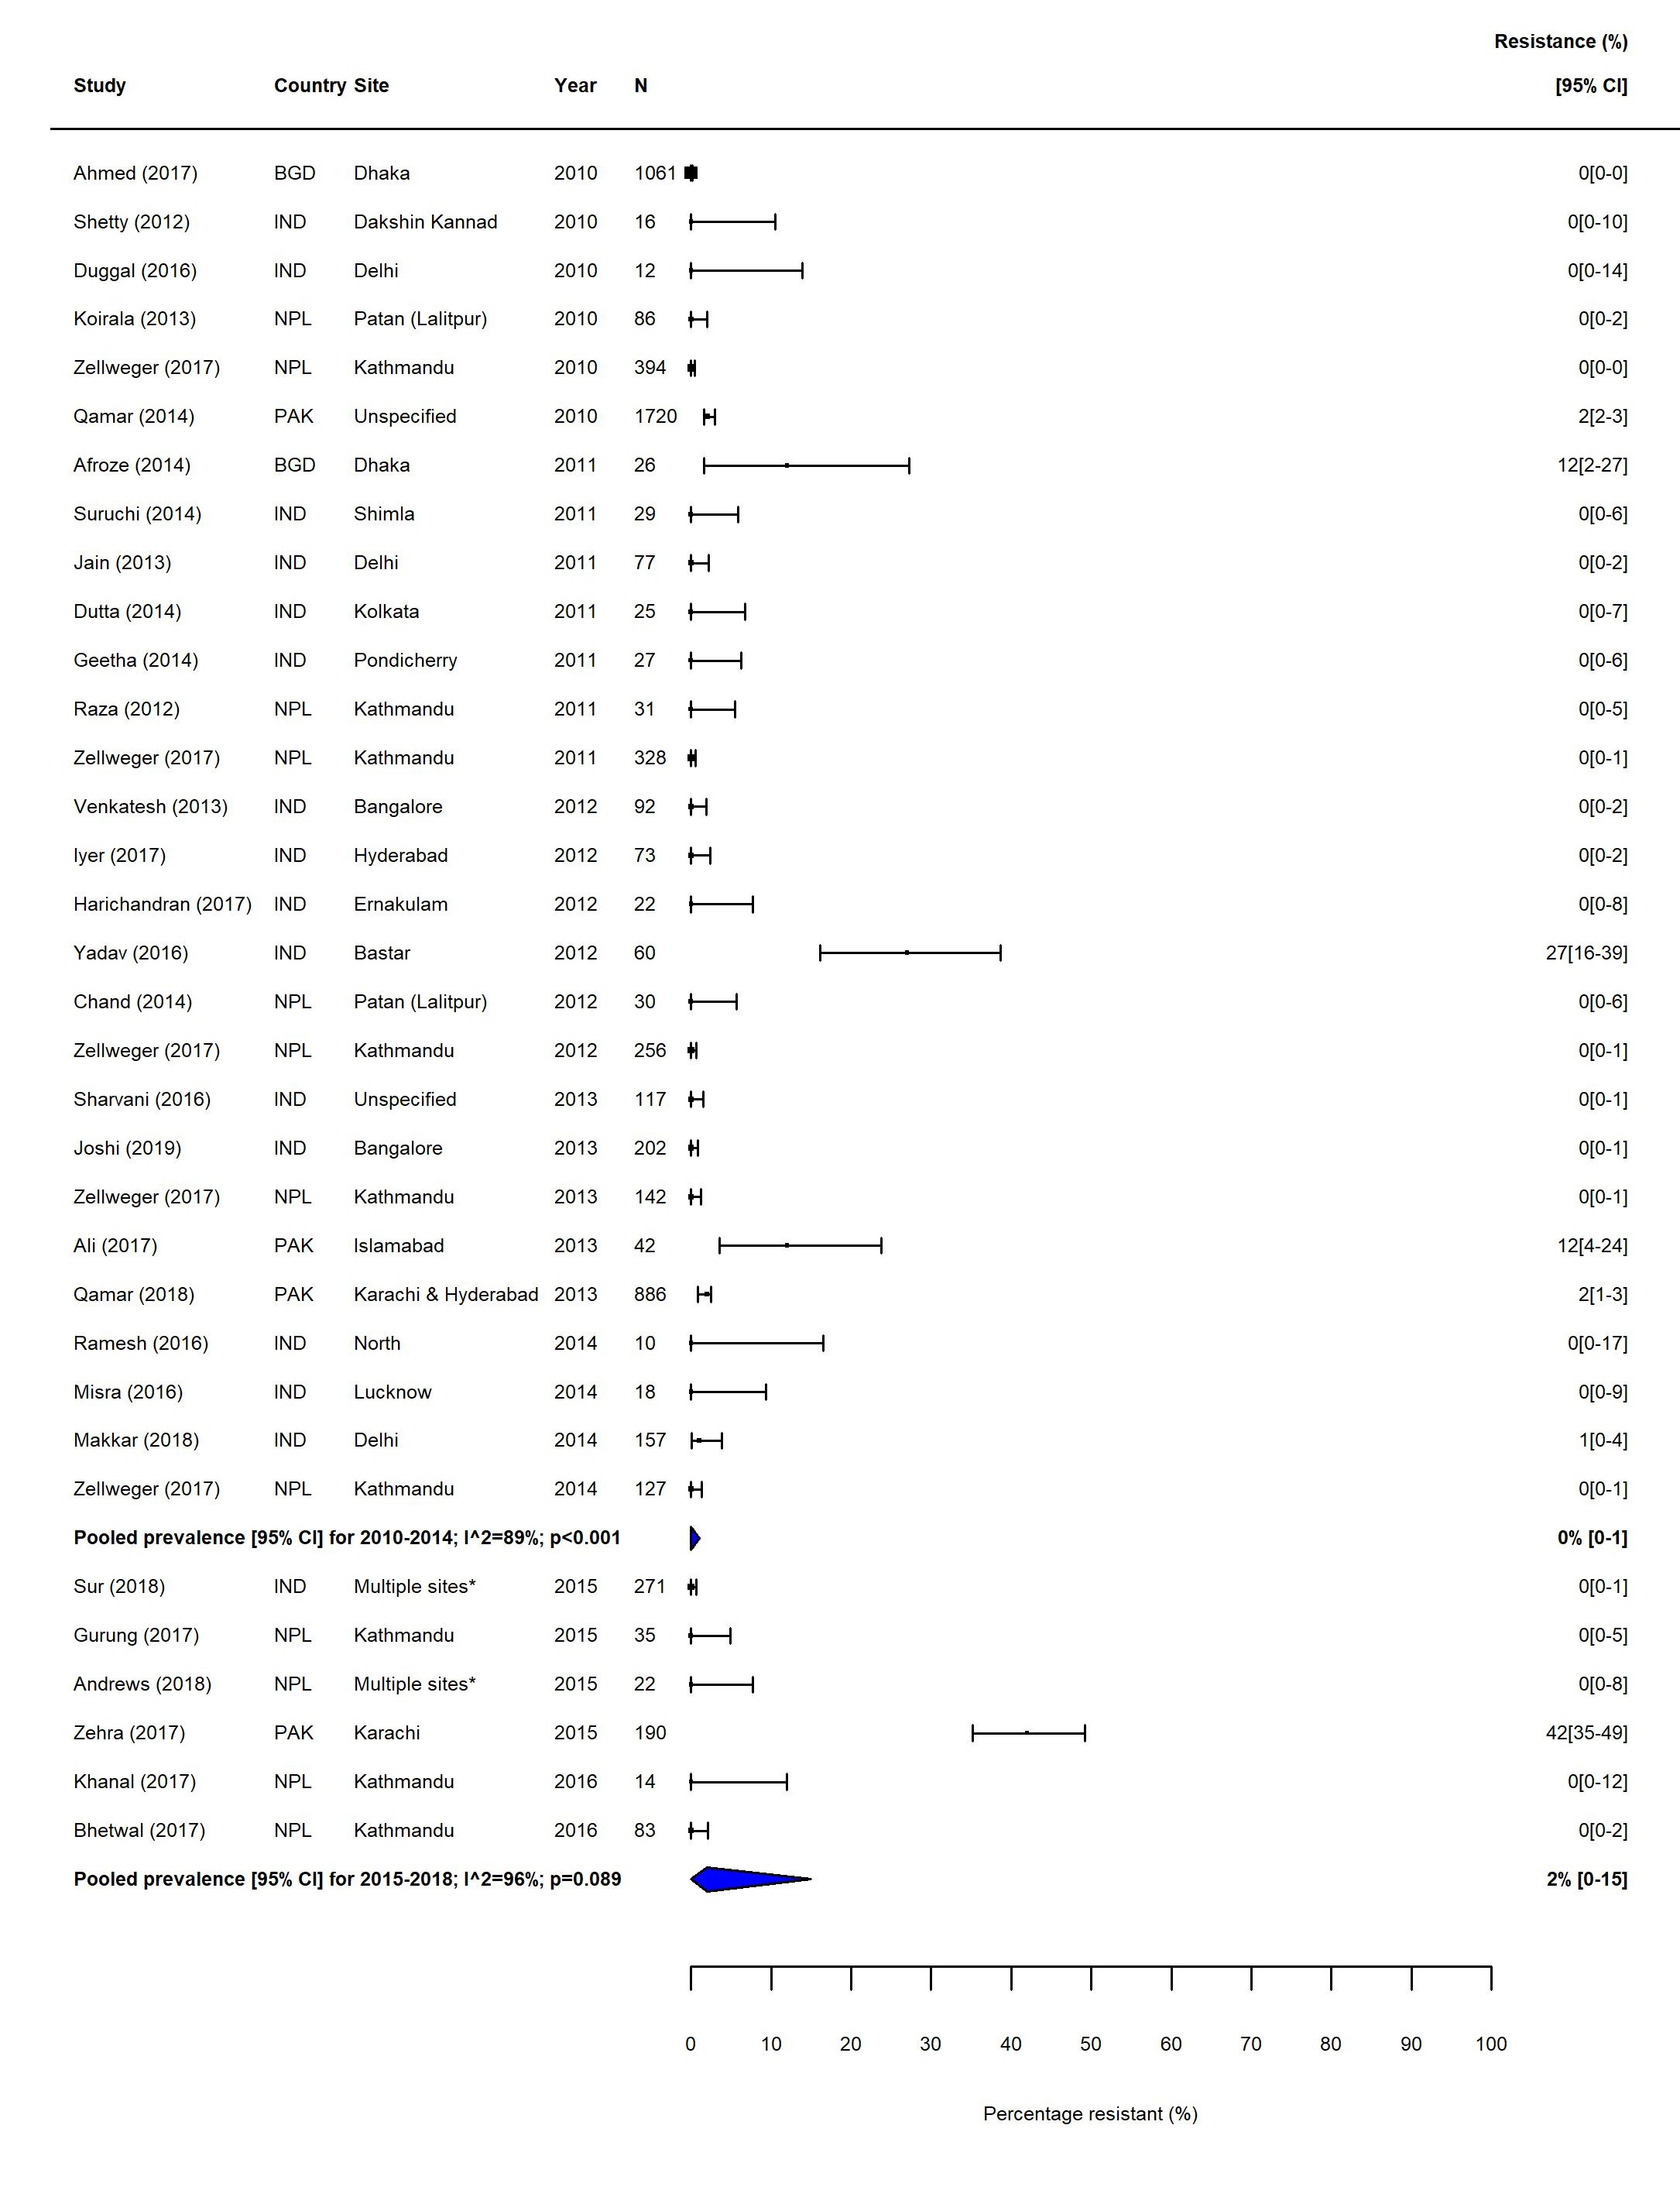 Resistance (%)
Study Country Site Year N [95% CI]
Ahmed (2017) BGD Dhaka 2010 1061 0[0-0]
Shetty (2012) IND Dakshin Kannad 2010 16 0[0-10]
Duggal (2016) IND Delhi 2010 12 0[0-14]
Koirala (2013) NPL Patan (Lalitpur) 2010 86 0[0-2]
Zellweger (2017) NPL Kathmandu 2010 394 0[0-0]
Qamar (2014) PAK Unspecified 2010 1720 2[2-3]
Afroze (2014) BGD Dhaka 2011 26 12[2-27]
Suruchi (2014) IND Shimla 2011 29 0[0-6]
Jain (2013) IND Delhi 2011 77 0[0-2]
Dutta (2014) IND Kolkata 2011 25 0[0-7]
Geetha (2014) IND Pondicherry 2011 27 0[0-6]
Raza (2012) NPL Kathmandu 2011 31 0[0-5]
Zellweger (2017) NPL Kathmandu 2011 328 0[0-1]
Venkatesh (2013) IND Bangalore 2012 92 0[0-2]
Iyer (2017) IND Hyderabad 2012 73 0[0-2]
Harichandran (2017) IND Ernakulam 2012 22 0[0-8]
Yadav (2016) IND Bastar 2012 60 27[16-39]
Chand (2014) NPL Patan (Lalitpur) 2012 30 0[0-6]
Zellweger (2017) NPL Kathmandu 2012 256 0[0-1]
Sharvani (2016) IND Unspecified 2013 117 0[0-1]
Joshi (2019) IND Bangalore 2013 202 0[0-1]
Zellweger (2017) NPL Kathmandu 2013 142 0[0-1]
Ali (2017) PAK Islamabad 2013 42 12[4-24]
Qamar (2018) PAK Karachi & Hyderabad 2013 886 2[1-3]
Ramesh (2016) IND North 2014 10 0[0-17]
Misra (2016) IND Lucknow 2014 18 0[0-9]
Makkar (2018) IND Delhi 2014 157 1[0-4]
Zellweger (2017) NPL Kathmandu 2014 127 0[0-1]
Pooled prevalence [95% CI] for 2010-2014; I^2=89%; p<0.001 0% [0-1]
Sur (2018) IND Multiple sites* 2015 271 0[0-1]
Gurung (2017) NPL Kathmandu 2015 35 0[0-5]
Andrews (2018) NPL Multiple sites* 2015 22 0[0-8]
Zehra (2017) PAK Karachi 2015 190 42[35-49]
Khanal (2017) NPL Kathmandu 2016 14 0[0-12]
Bhetwal (2017) NPL Kathmandu 2016 83 0[0-2]
Pooled prevalence [95% CI] for 2015-2018; I^2=96%; p=0.089 2% [0-15]
0 10 20 30 40 50 60 70 80 90 100
Percentage resistant (%)